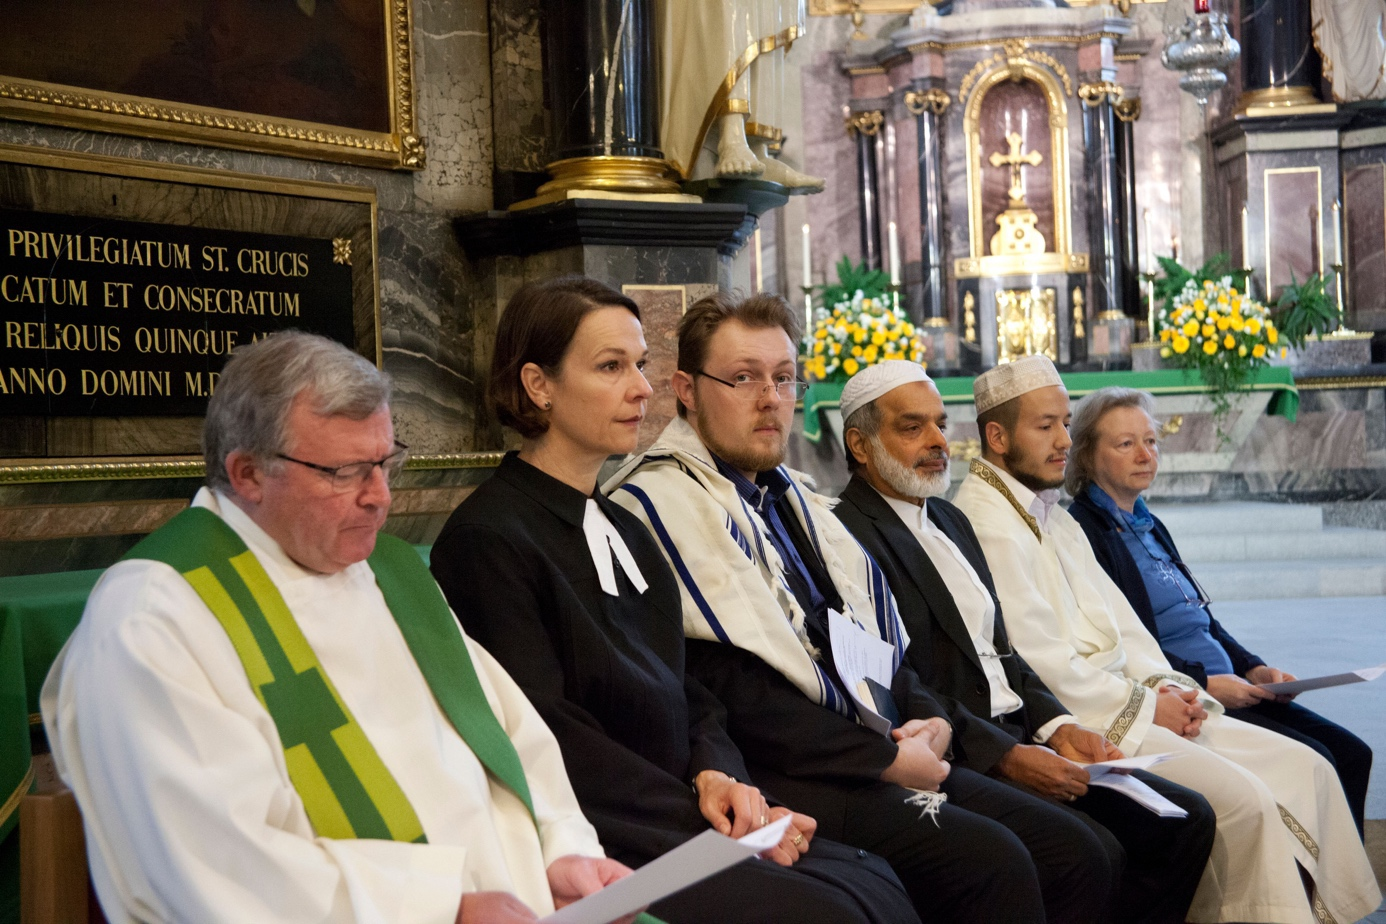 PRIVILEGIATUM ST. CRUCIS
CATUM ET CONSECRATUM
RELIQUIS QUINQUE
ANNO DOMINI M.D